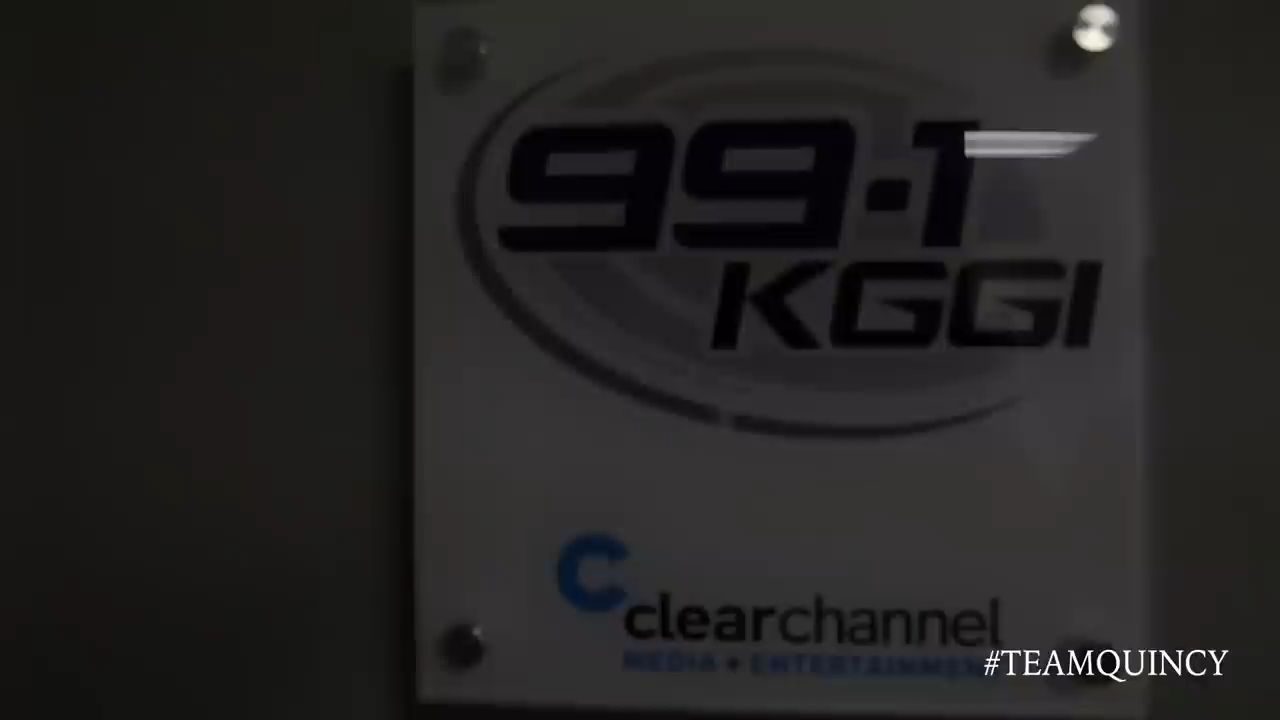 99.1
KGGI
clearchannel
MEDIA + ENTERTAINMENT
#TEAMQUINCY